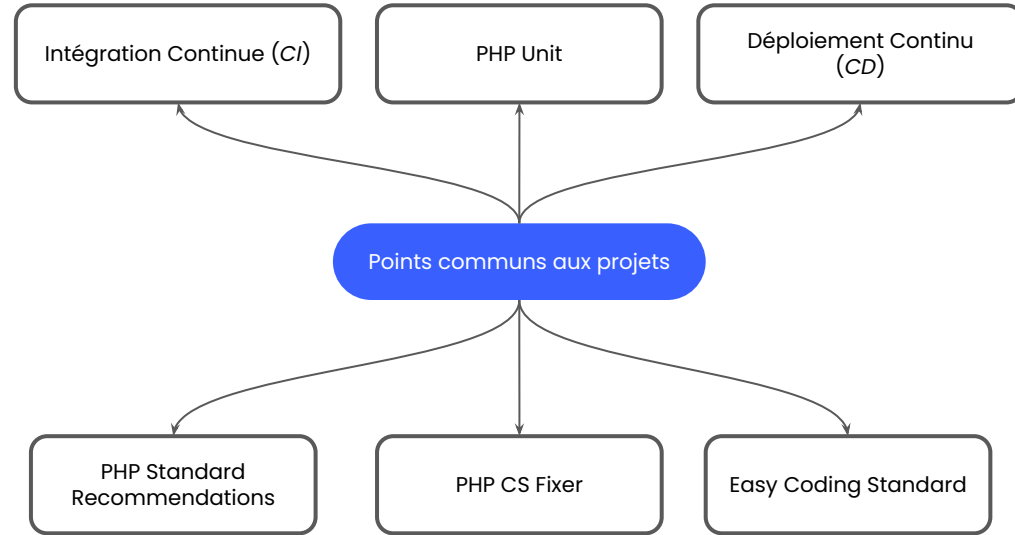 Intégration Continue (CI)
PHP Unit
Déploiement Continu
(CD)
Points communs aux projets
PHP Standard
Recommendations
PHP CS Fixer
Easy Coding Standard